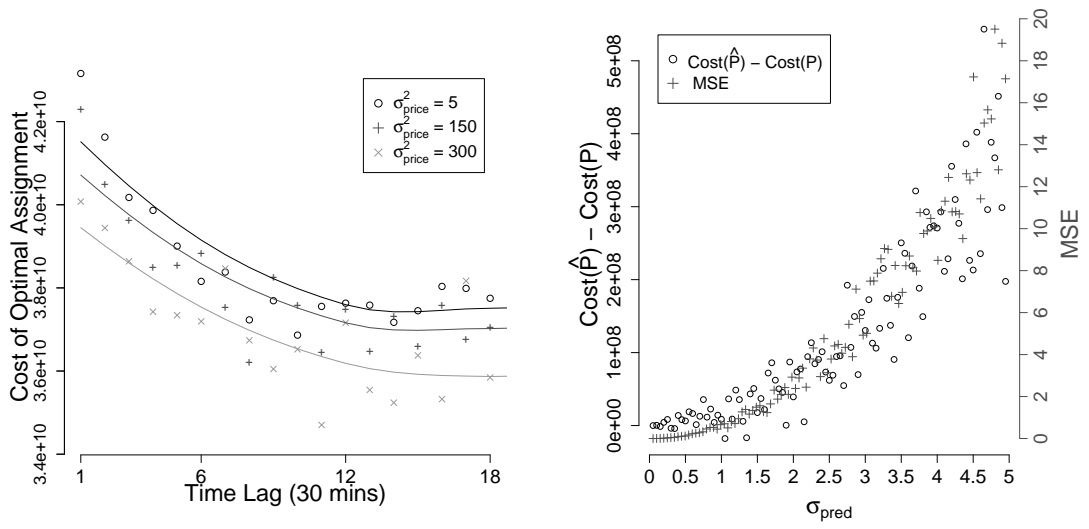 Cost of Optimal Assignment
3.4e+10 3.6e+10 3.8e+10 4.0e+10 4.2e+10
σ²price = 5
σ²price = 150
σ²price = 300
1 6 12 18
Time Lag (30 mins)
Cost(P̂) − Cost(P)
0e+00 1e+08 2e+08 3e+08 4e+08 5e+08
Cost(P̂) − Cost(P)
MSE
0 0.5 1 1.5 2 2.5 3 3.5 4 4.5 5
σpred
0 2 4 6 8 10 12 14 16 18 20
MSE